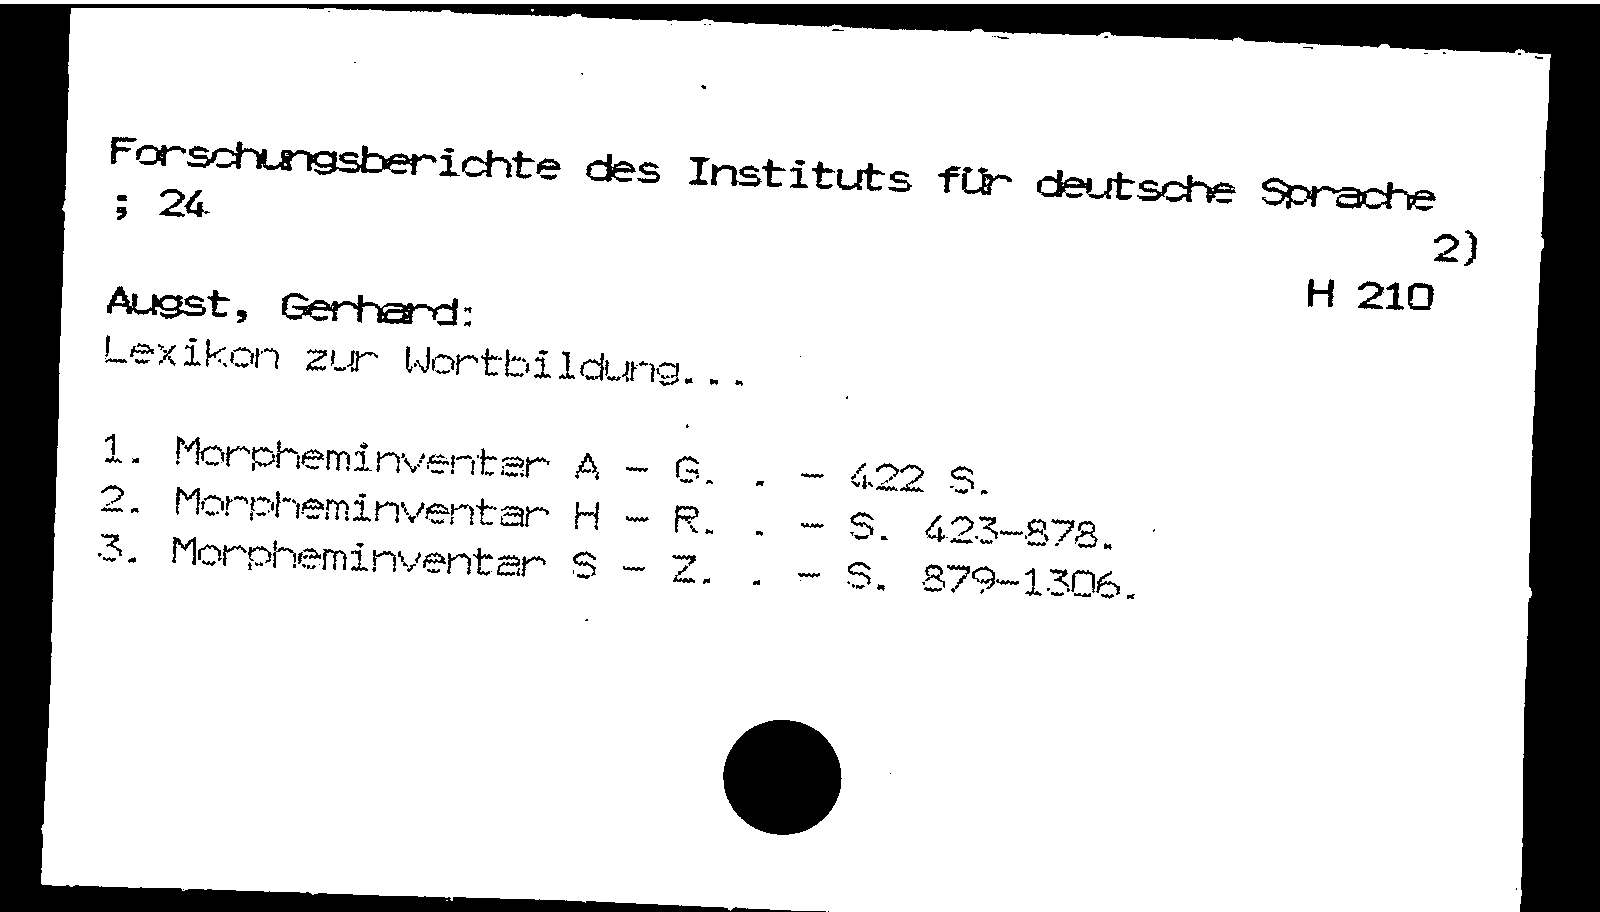 Forschungsberichte des Instituts für deutsche Sprache
; 24
2)
H 210
Augst, Gerhard:
Lexikon zur Wortbildung...
1. Morpheminventar A - G. . - 422 S.
2. Morpheminventar H - R. . - S. 423-878.
3. Morpheminventar S - Z. . - S. 879-1306.